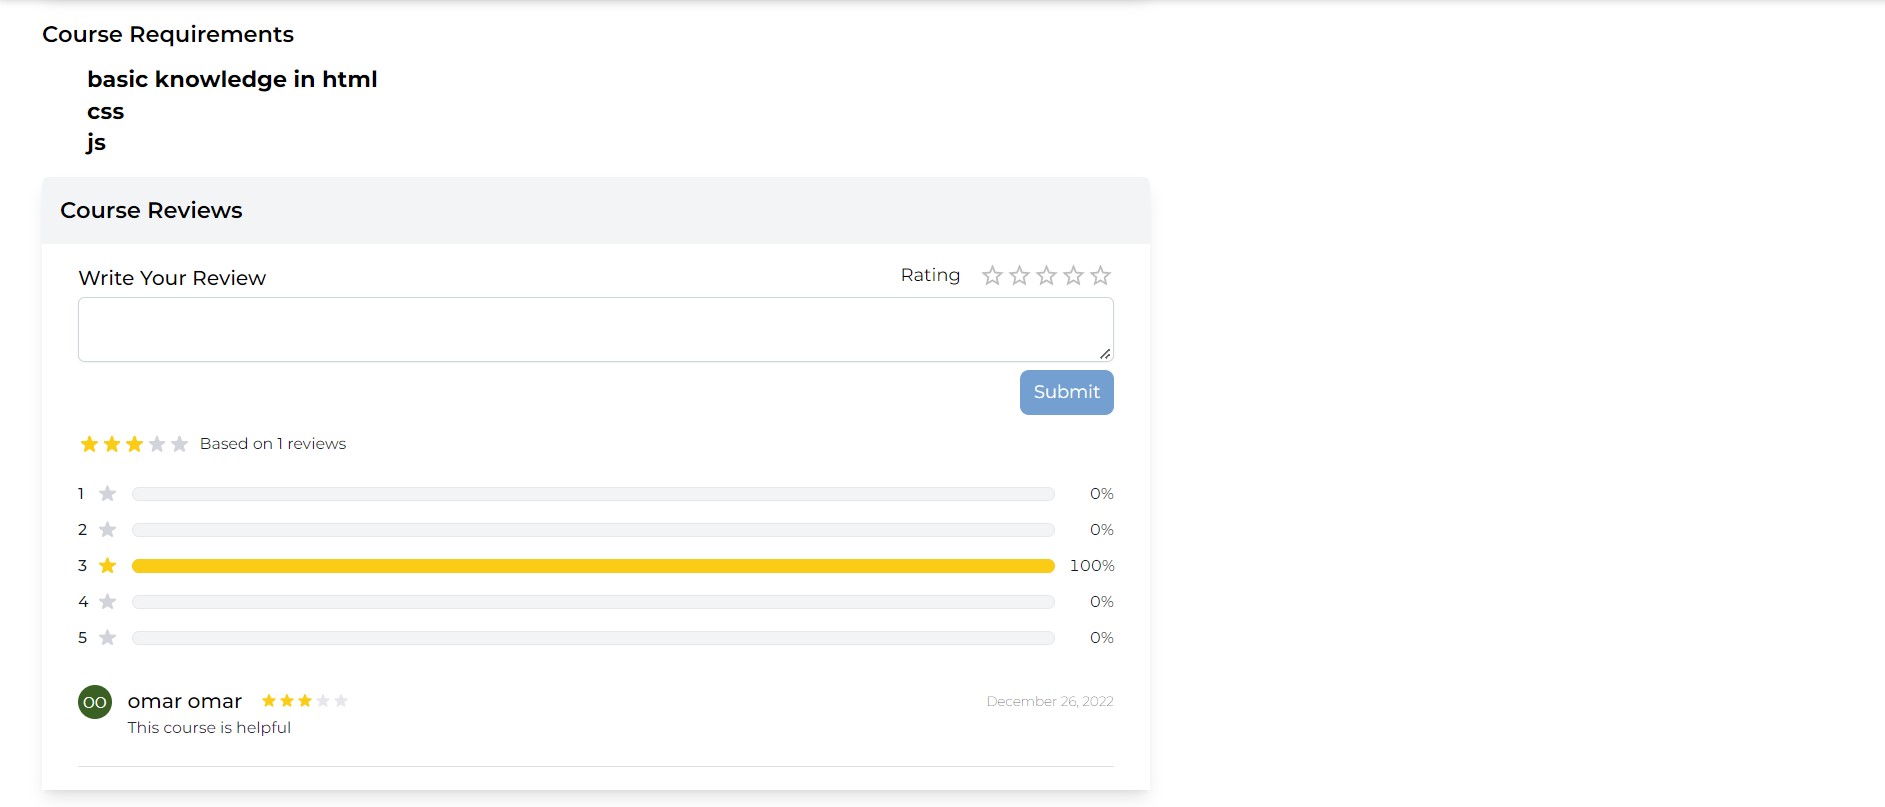 Course Requirements
basic knowledge in html
css
js
Course Reviews
Write Your Review
Rating
Submit
Based on 1 reviews
1 0%
2 0%
3 100%
4 0%
5 0%
OO omar omar December 26, 2022
This course is helpful